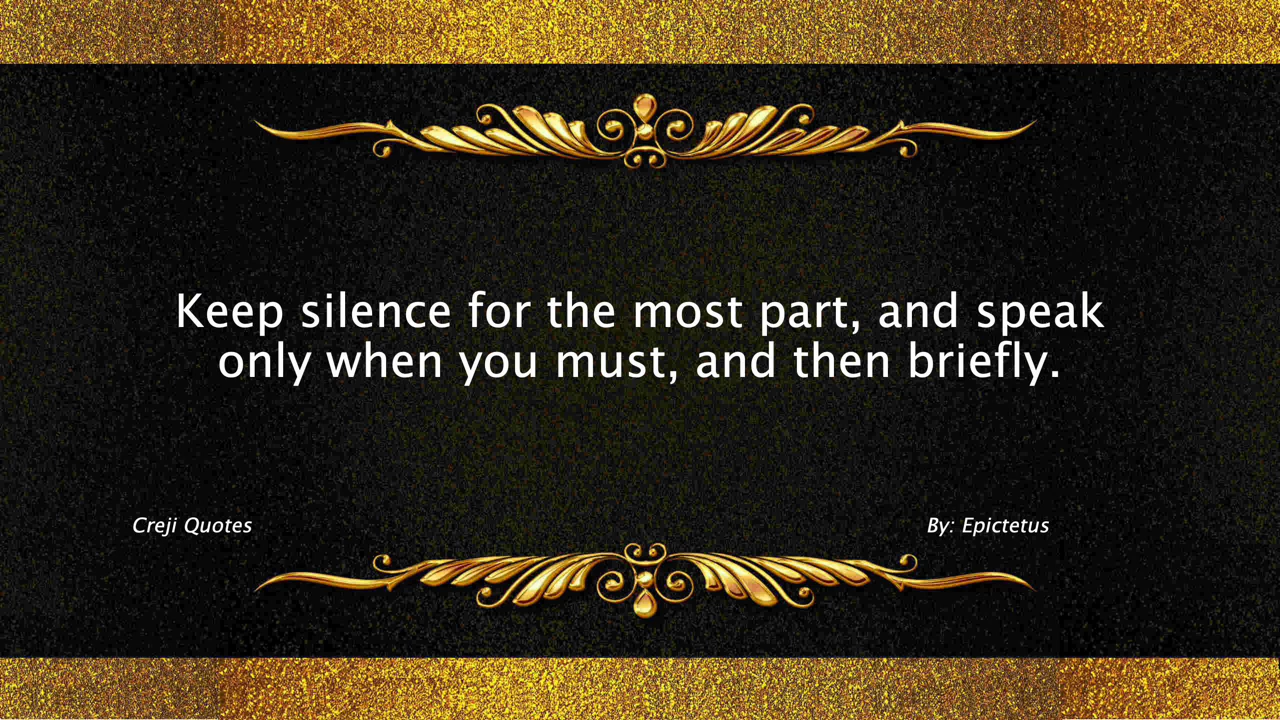 Keep silence for the most part, and speak
only when you must, and then briefly.
Creji Quotes
By: Epictetus